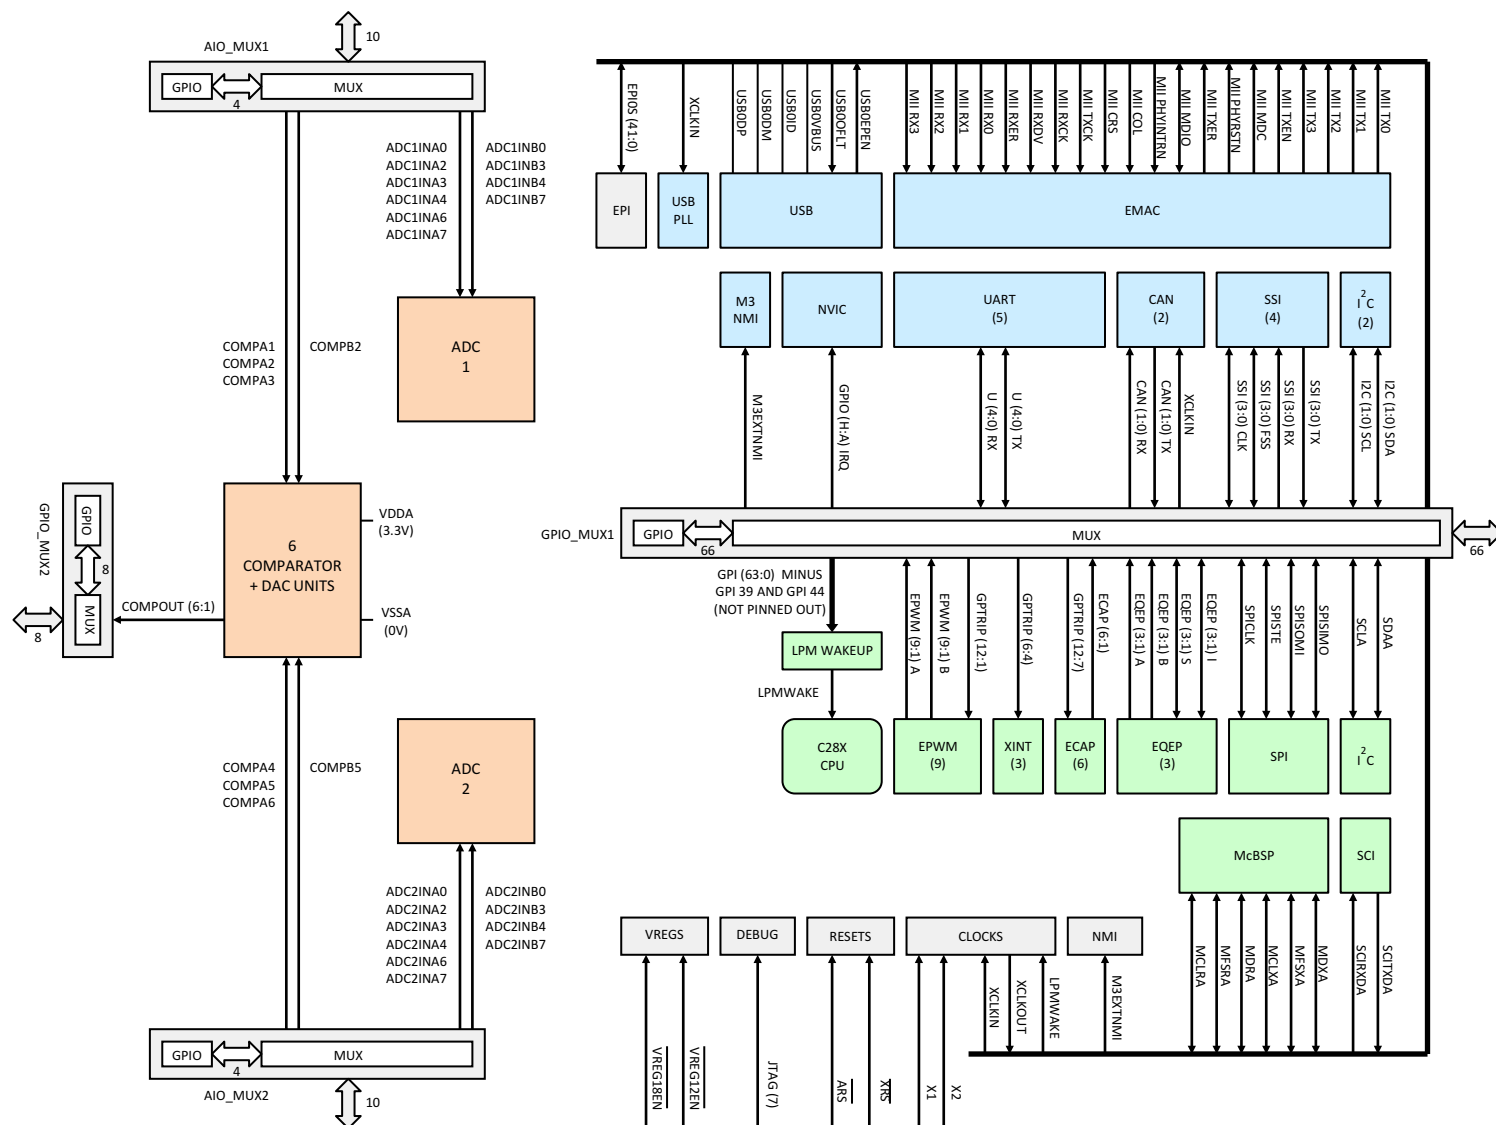 AIO_MUX1
10
GPIO
4
MUX
ADC1INA0
ADC1INA2
ADC1INA3
ADC1INA4
ADC1INA6
ADC1INA7
ADC1INB0
ADC1INB3
ADC1INB4
ADC1INB7
ADC
1
COMPA1
COMPA2
COMPA3
COMPB2
GPIO_MUX2
GPIO
8
MUX
8
COMPOUT (6:1)
6
COMPARATOR
+ DAC UNITS
VDDA
(3.3V)
VSSA
(0V)
COMPA4
COMPA5
COMPA6
COMPB5
ADC
2
ADC2INA0
ADC2INA2
ADC2INA3
ADC2INA4
ADC2INA6
ADC2INA7
ADC2INB0
ADC2INB3
ADC2INB4
ADC2INB7
GPIO
4
MUX
AIO_MUX2
10
EPI0S (41:0)
XCLKIN
USB0DP
USB0DM
USB0ID
USB0VBUS
USB0OFLT
USB0EPEN
MII RX3
MII RX2
MII RX1
MII RX0
MII RXER
MII RXDV
MII RXCK
MII TXCK
MII CRS
MII COL
MII PHYINTRN
MII MDIO
MII TXER
MII PHYRSTN
MII MDC
MII TXEN
MII TX3
MII TX2
MII TX1
MII TX0
EPI
USB
PLL
USB
EMAC
M3
NMI
NVIC
UART
(5)
CAN
(2)
SSI
(4)
I2C
(2)
M3EXTNMI
GPIO (H:A) IRQ
U (4:0) RX
U (4:0) TX
CAN (1:0) RX
CAN (1:0) TX
XCLKIN
SSI (3:0) CLK
SSI (3:0) FSS
SSI (3:0) RX
SSI (3:0) TX
I2C (1:0) SCL
I2C (1:0) SDA
GPIO_MUX1
GPIO
66
MUX
66
GPI (63:0) MINUS
GPI 39 AND GPI 44
(NOT PINNED OUT)
LPM WAKEUP
LPMWAKE
EPWM (9:1) A
EPWM (9:1) B
GPTRIP (12:1)
GPTRIP (6:4)
GPTRIP (12:7)
ECAP (6:1)
EQEP (3:1) A
EQEP (3:1) B
EQEP (3:1) S
EQEP (3:1) I
SPICLK
SPISTE
SPISOMI
SPISIMO
SCLA
SDAA
C28X
CPU
EPWM
(9)
XINT
(3)
ECAP
(6)
EQEP
(3)
SPI
I2C
McBSP
SCI
MCLRA
MFSRA
MDRA
MCLXA
MFSXA
MDXA
SCIRXDA
SCITXDA
VREGS
DEBUG
RESETS
CLOCKS
NMI
VREG18EN
VREG12EN
JTAG (7)
ARS
XRS
X1
X2
XCLKIN
XCLKOUT
LPMWAKE
M3EXTNMI